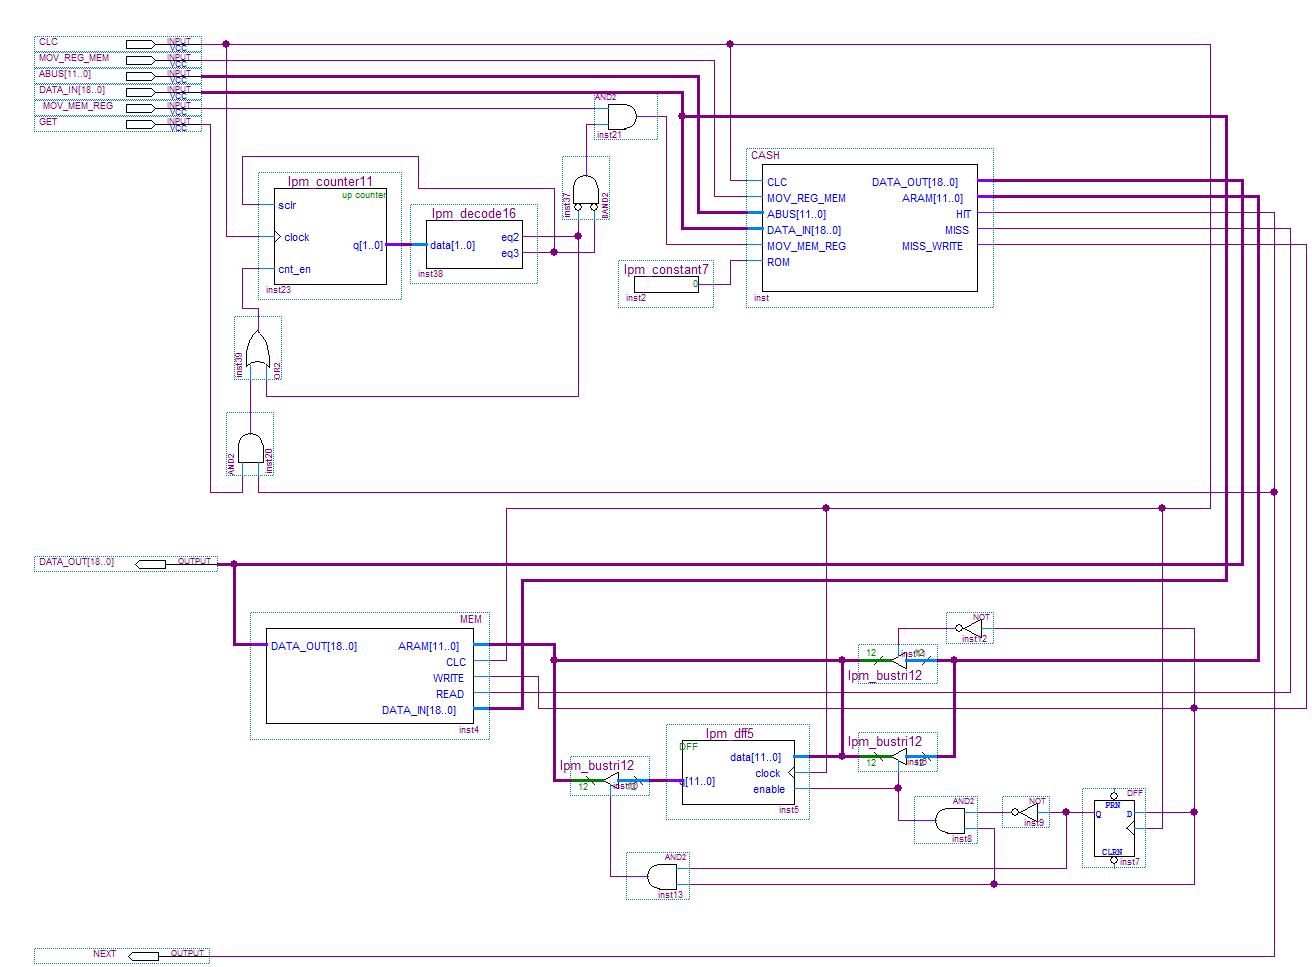 CLC INPUT VCC
MOV_REG_MEM INPUT VCC
ABUS[11..0] INPUT VCC
DATA_IN[18..0] INPUT VCC
MOV_MEM_REG INPUT VCC
GET INPUT VCC
AND2
inst21
CASH
CLC DATA_OUT[18..0]
MOV_REG_MEM ARAM[11..0]
ABUS[11..0] HIT
DATA_IN[18..0] MISS
MOV_MEM_REG MISS_WRITE
ROM
inst
lpm_counter11
up counter
sclr
clock
q[1..0]
cnt_en
inst23
lpm_decode16
eq2
data[1..0]
eq3
inst38
inst37
BAND2
lpm_constant7
0
inst2
inst39
OR2
AND2
inst20
DATA_OUT[18..0] OUTPUT
MEM
DATA_OUT[18..0] ARAM[11..0]
CLC
WRITE
READ
DATA_IN[18..0]
inst4
NOT
inst12
12
lpm_bustri12
lpm_bustri12
12
lpm_dff5
DFF
data[11..0]
clock
q[11..0]
enable
inst5
lpm_bustri12
12
AND2
inst8
NOT
inst9
DFF
PRN
Q D
CLRN
inst7
AND2
inst13
NEXT OUTPUT